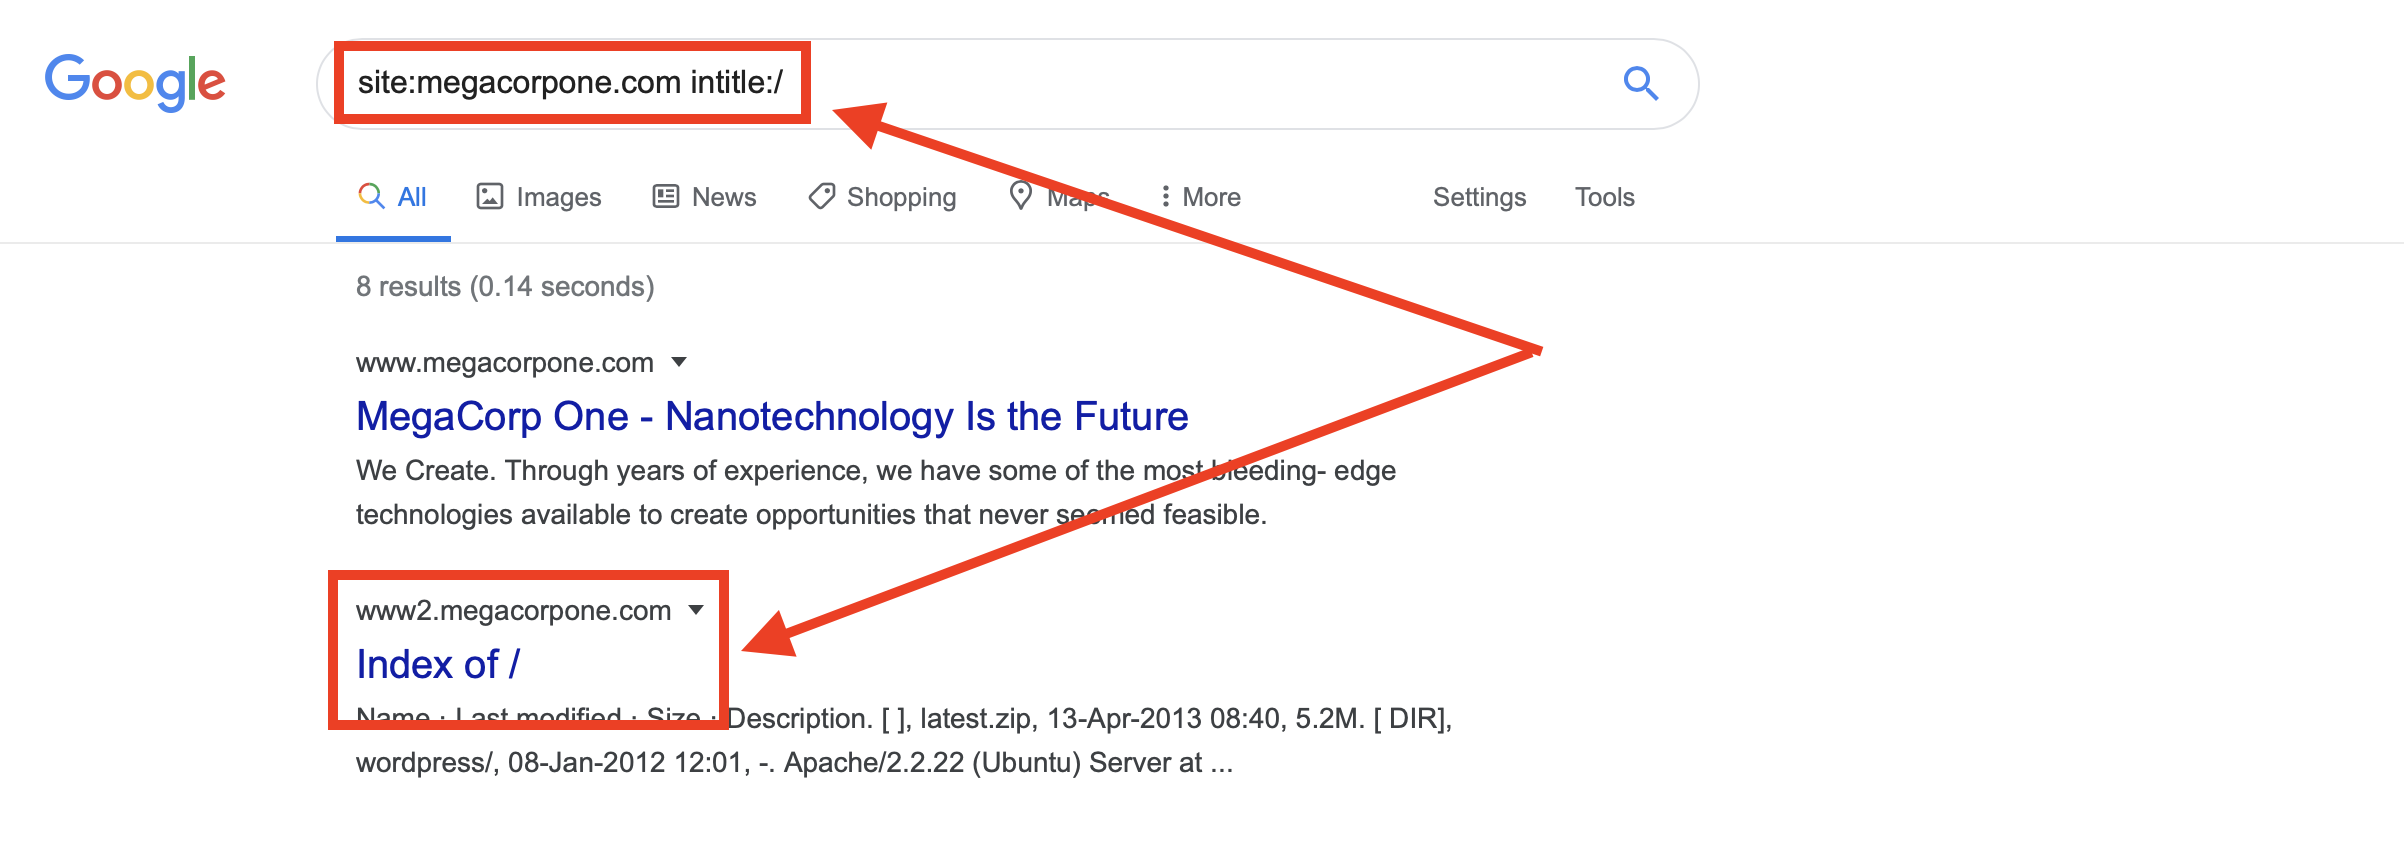 Google
site:megacorpone.com intitle:/
All Images News Shopping Maps More Settings Tools
8 results (0.14 seconds)
www.megacorpone.com
MegaCorp One - Nanotechnology Is the Future
We Create. Through years of experience, we have some of the most bleeding- edge
technologies available to create opportunities that never seemed feasible.
www2.megacorpone.com
Index of /
Name · Last modified · Size · Description. [ ], latest.zip, 13-Apr-2013 08:40, 5.2M. [ DIR],
wordpress/, 08-Jan-2012 12:01, -. Apache/2.2.22 (Ubuntu) Server at ...